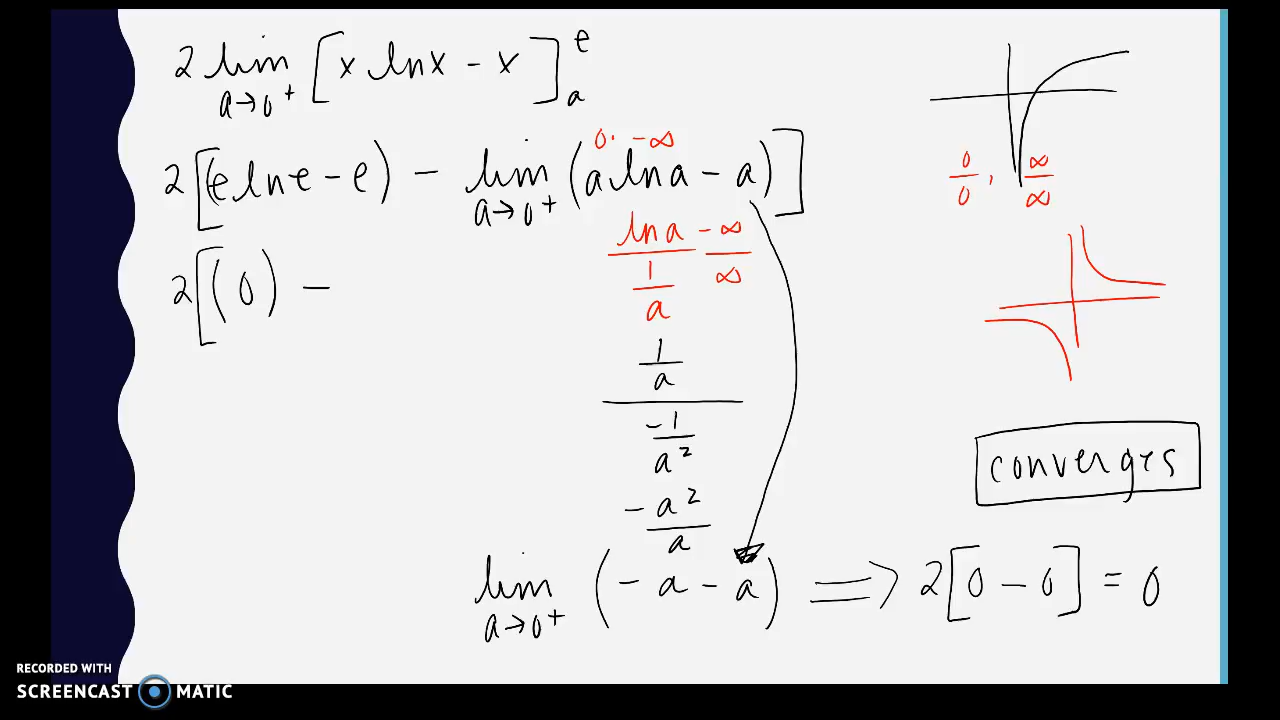 2 lim [x ln x - x] e
a→0⁺ a
0· -∞
2[(e ln e - e) - lim (a ln a - a)]
a→0⁺
0/0, ∞/∞
ln a / (1/a) -∞/∞
2[(0) -
(1/a) / (-1/a²)
converges
-a²/a
lim (-a - a) ⟹ 2[0 - 0] = 0
a→0⁺
RECORDED WITH
SCREENCAST MATIC